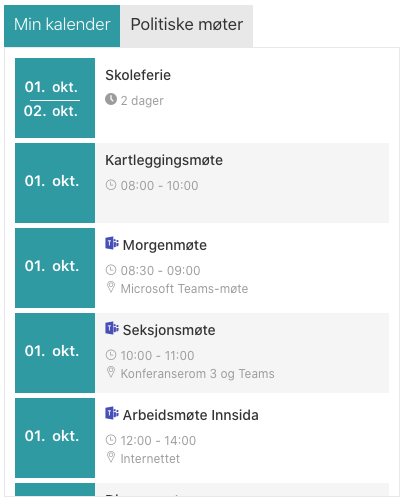 Min kalender
Politiske møter
01. okt.
02. okt.
Skoleferie
2 dager
01. okt.
Kartleggingsmøte
08:00 - 10:00
01. okt.
Morgenmøte
08:30 - 09:00
Microsoft Teams-møte
01. okt.
Seksjonsmøte
10:00 - 11:00
Konferanserom 3 og Teams
01. okt.
Arbeidsmøte Innsida
12:00 - 14:00
Internettet